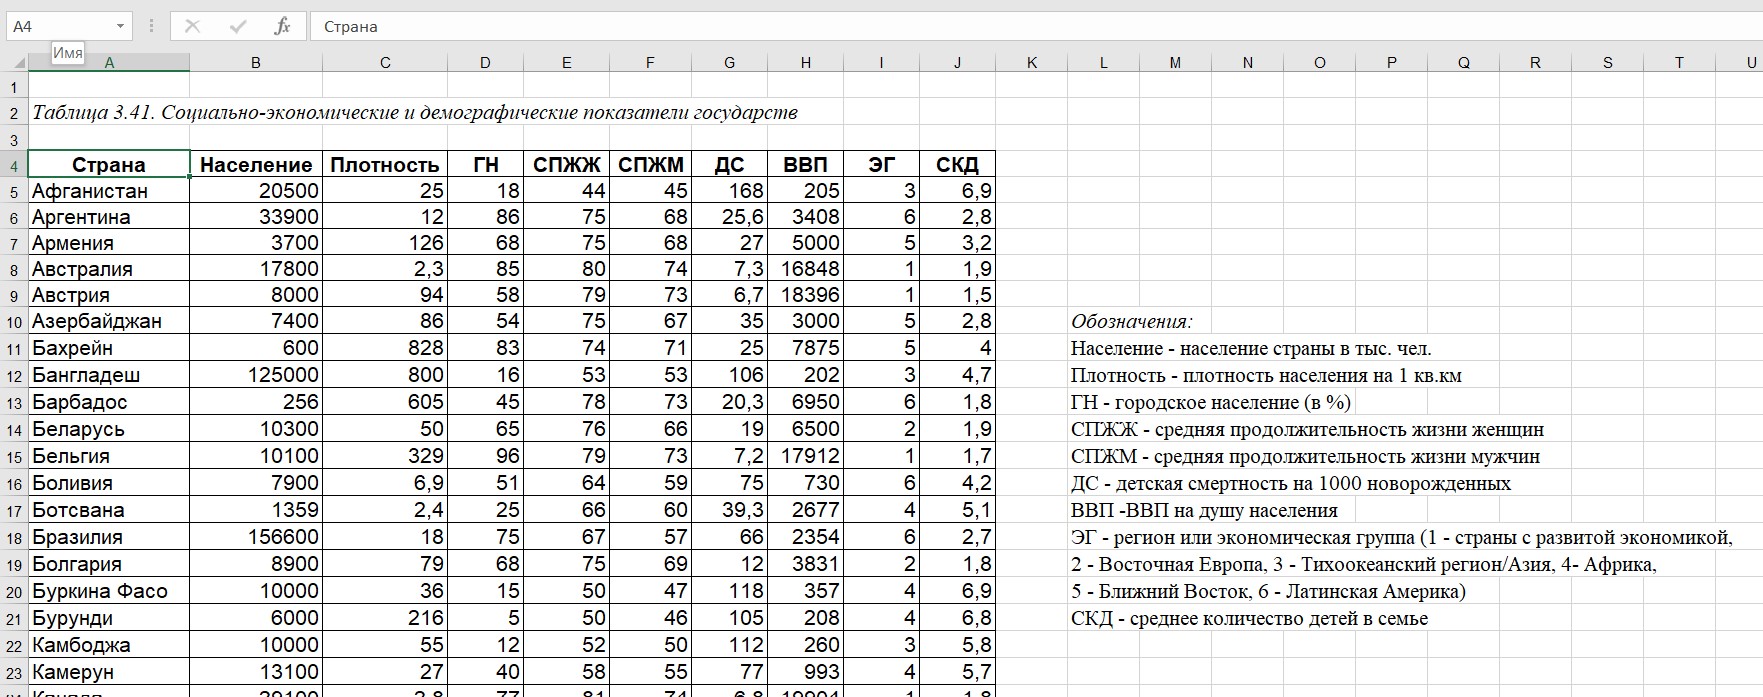 A4 fx Страна
Имя
A B C D E F G H I J K L M N O P Q R S T U
1
2 Таблица 3.41. Социально-экономические и демографические показатели государств
3
4 Страна Население Плотность ГН СПЖЖ СПЖМ ДС ВВП ЭГ СКД
5 Афганистан 20500 25 18 44 45 168 205 3 6,9
6 Аргентина 33900 12 86 75 68 25,6 3408 6 2,8
7 Армения 3700 126 68 75 68 27 5000 5 3,2
8 Австралия 17800 2,3 85 80 74 7,3 16848 1 1,9
9 Австрия 8000 94 58 79 73 6,7 18396 1 1,5
10 Азербайджан 7400 86 54 75 67 35 3000 5 2,8 Обозначения:
11 Бахрейн 600 828 83 74 71 25 7875 5 4 Население - население страны в тыс. чел.
12 Бангладеш 125000 800 16 53 53 106 202 3 4,7 Плотность - плотность населения на 1 кв.км
13 Барбадос 256 605 45 78 73 20,3 6950 6 1,8 ГН - городское население (в %)
14 Беларусь 10300 50 65 76 66 19 6500 2 1,9 СПЖЖ - средняя продолжительность жизни женщин
15 Бельгия 10100 329 96 79 73 7,2 17912 1 1,7 СПЖМ - средняя продолжительность жизни мужчин
16 Боливия 7900 6,9 51 64 59 75 730 6 4,2 ДС - детская смертность на 1000 новорожденных
17 Ботсвана 1359 2,4 25 66 60 39,3 2677 4 5,1 ВВП -ВВП на душу населения
18 Бразилия 156600 18 75 67 57 66 2354 6 2,7 ЭГ - регион или экономическая группа (1 - страны с развитой экономикой,
19 Болгария 8900 79 68 75 69 12 3831 2 1,8 2 - Восточная Европа, 3 - Тихоокеанский регион/Азия, 4- Африка,
20 Буркина Фасо 10000 36 15 50 47 118 357 4 6,9 5 - Ближний Восток, 6 - Латинская Америка)
21 Бурунди 6000 216 5 50 46 105 208 4 6,8 СКД - среднее количество детей в семье
22 Камбоджа 10000 55 12 52 50 112 260 3 5,8
23 Камерун 13100 27 40 58 55 77 993 4 5,7